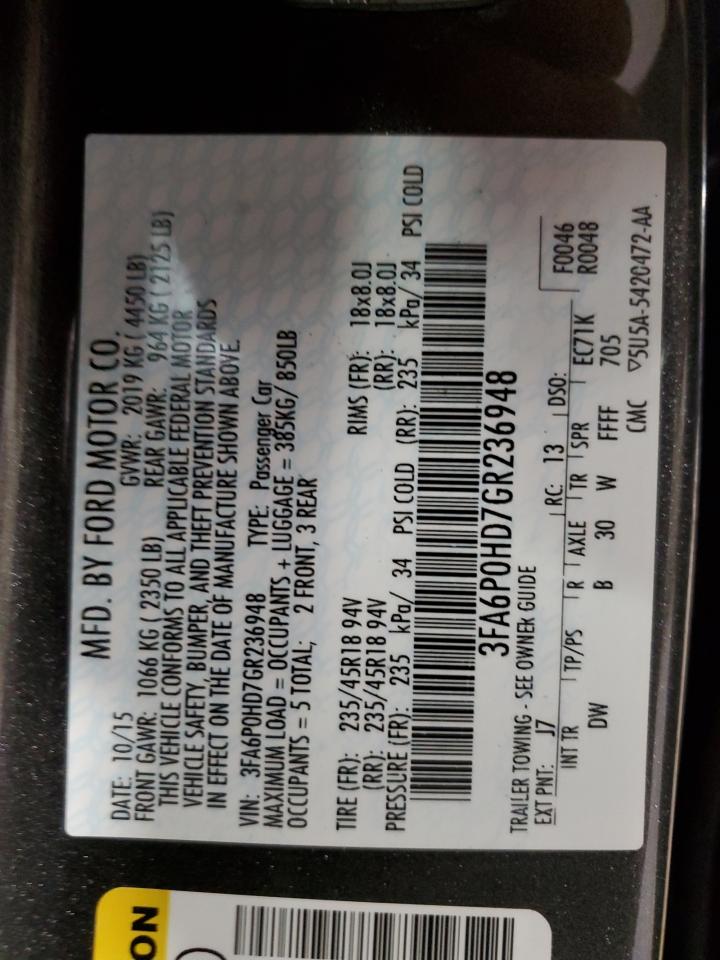 MFD. BY FORD MOTOR CO.
DATE: 10/15 GVWR: 2019 KG ( 4450 LB)
FRONT GAWR: 1066 KG ( 2350 LB) REAR GAWR: 964 KG ( 2125 LB)
THIS VEHICLE CONFORMS TO ALL APPLICABLE FEDERAL MOTOR
VEHICLE SAFETY, BUMPER, AND THEFT PREVENTION STANDARDS
IN EFFECT ON THE DATE OF MANUFACTURE SHOWN ABOVE.
VIN: 3FA6P0HD7GR236948 TYPE: Passenger Car
MAXIMUM LOAD = OCCUPANTS + LUGGAGE = 385KG/ 850LB
OCCUPANTS = 5 TOTAL; 2 FRONT, 3 REAR
TIRE (FR): 235/45R18 94V RIMS (FR): 18x8.0J
(RR): 235/45R18 94V (RR): 18x8.0J
PRESSURE (FR): 235 kPa/ 34 PSI COLD (RR): 235 kPa/ 34 PSI COLD
3FA6P0HD7GR236948
TRAILER TOWING - SEE OWNER GUIDE
EXT PNT: J7 RC: 13 DSO: F0046
R0048
INT TR TP/PS R AXLE TR SPR EC71K
DW B 30 W FFF 705
CMC ▽5U5A-5420472-AA
ON